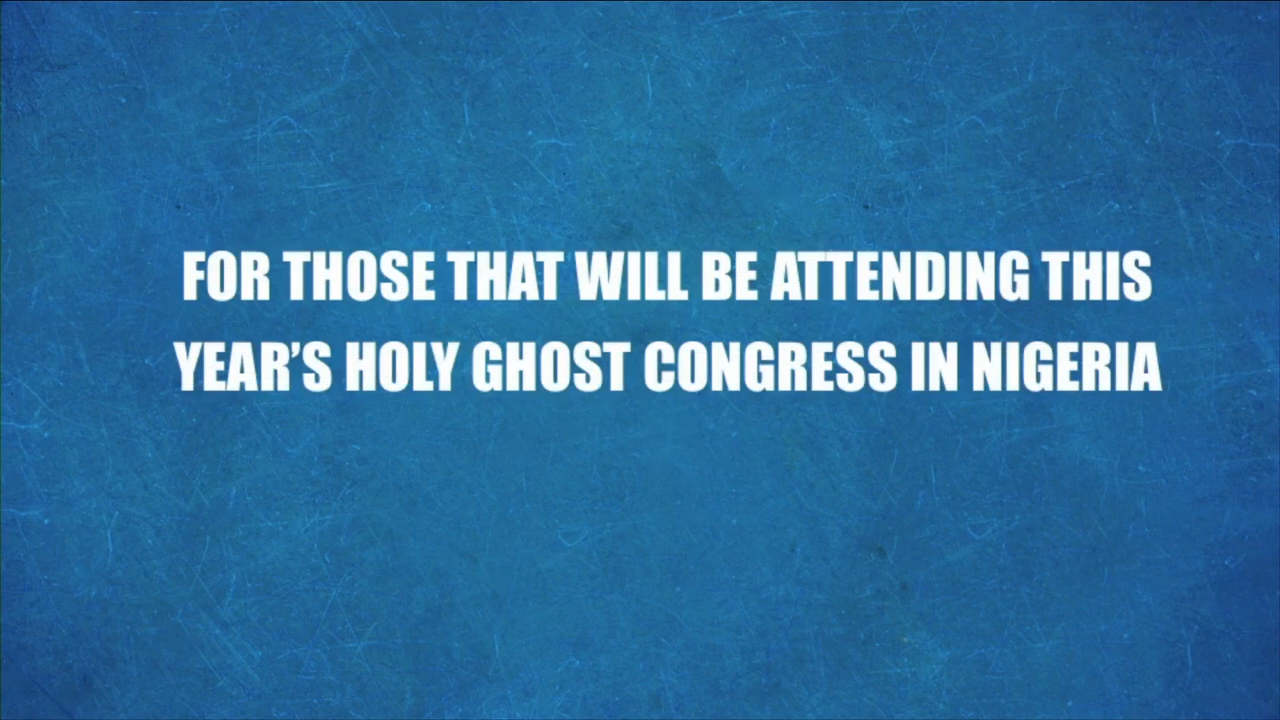 FOR THOSE THAT WILL BE ATTENDING THIS
YEAR’S HOLY GHOST CONGRESS IN NIGERIA